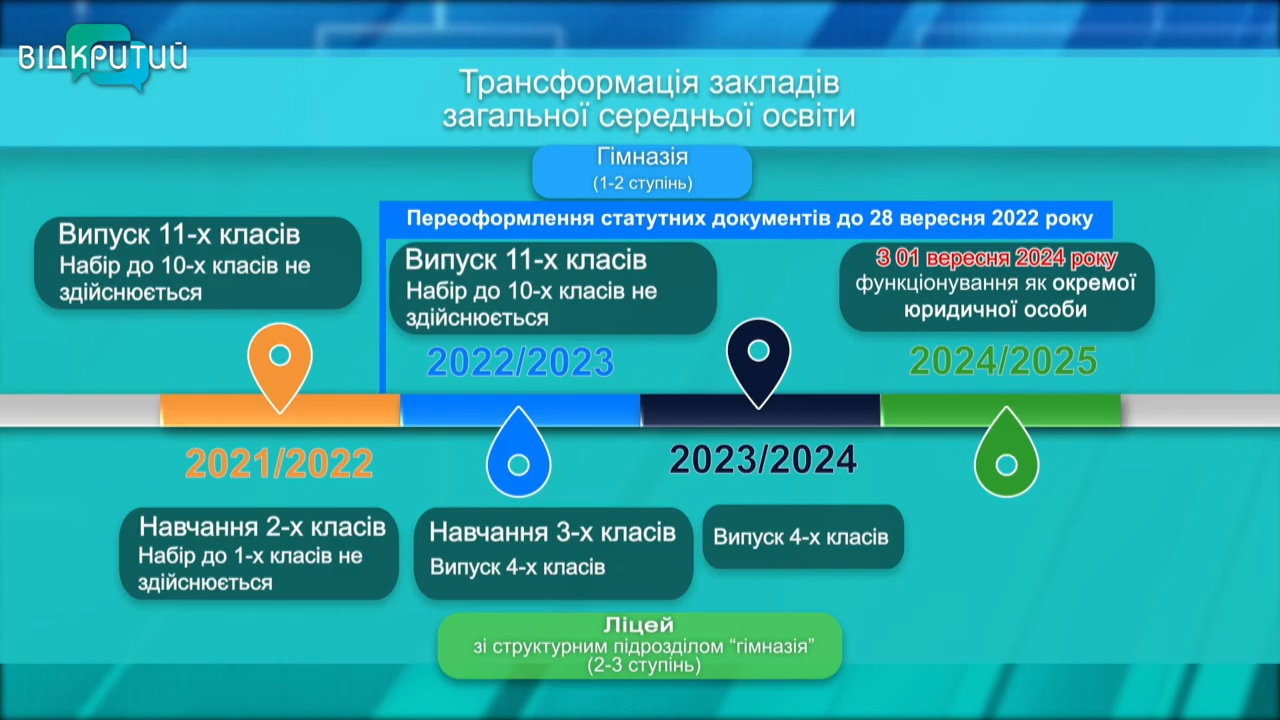 ВІДКРИТИЙ
Трансформація закладів
загальної середньої освіти
Гімназія
(1-2 ступінь)
Переоформлення статутних документів до 28 вересня 2022 року
Випуск 11-х класів
Набір до 10-х класів не
здійснюється
Випуск 11-х класів
Набір до 10-х класів не
здійснюється
З 01 вересня 2024 року
функціонування як окремої
юридичної особи
2022/2023
2024/2025
2021/2022
2023/2024
Навчання 2-х класів
Набір до 1-х класів не
здійснюється
Навчання 3-х класів
Випуск 4-х класів
Випуск 4-х класів
Ліцей
зі структурним підрозділом “гімназія”
(2-3 ступінь)